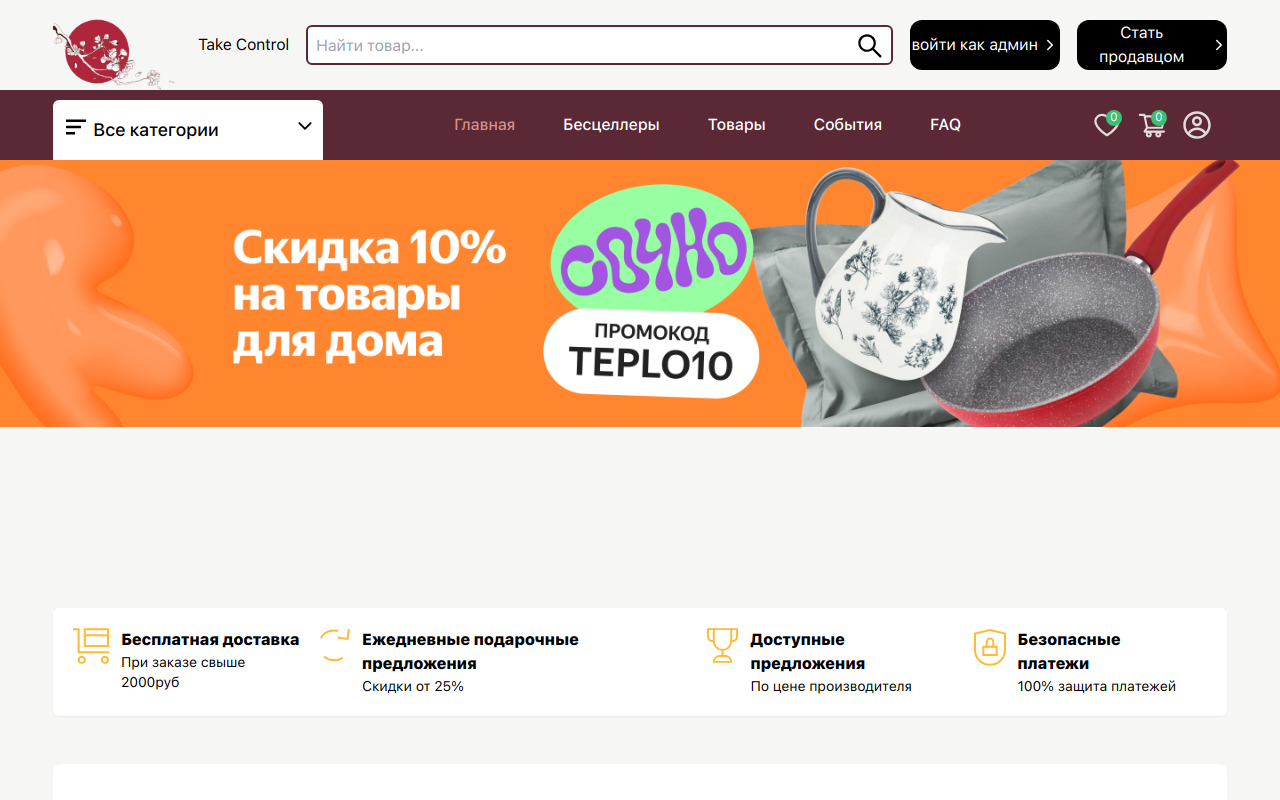 Take Control
Найти товар...
войти как админ
Стать
продавцом
Все категории
Главная
Бесцеллеры
Товары
События
FAQ
0
0
Скидка 10%
на товары
для дома
СОЧНО
ПРОМОКОД
TEPLO10
Бесплатная доставка
При заказе свыше
2000руб
Ежедневные подарочные
предложения
Скидки от 25%
Доступные
предложения
По цене производителя
Безопасные
платежи
100% защита платежей